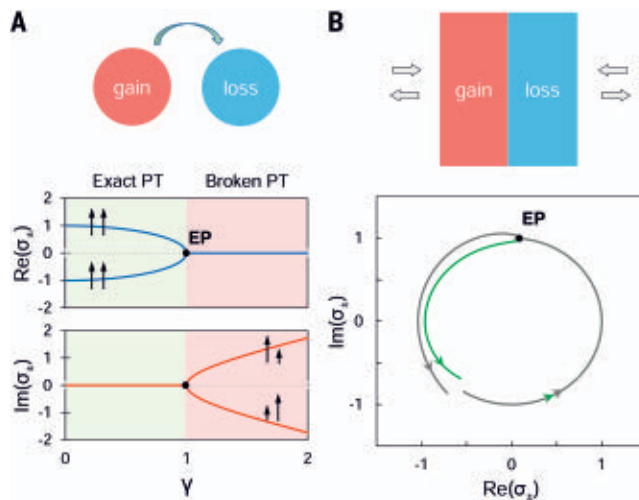 A
gain
loss
Exact PT
Broken PT
2
1
0
-1
-2
Re(σ±)
EP
2
1
0
-1
-2
Im(σ±)
0
1
2
γ
B
gain
loss
EP
1
0
-1
Im(σ±)
-1
0
1
Re(σ±)